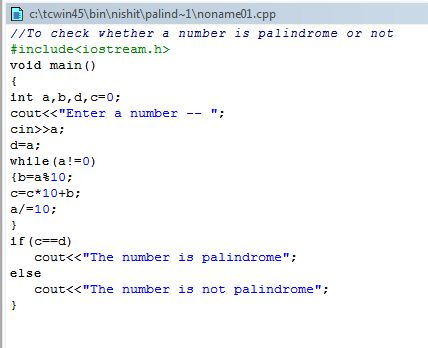 c:\tcwin45\bin\nishit\palind~1\noname01.cpp
//To check whether a number is palindrome or not
#include<iostream.h>
void main()
{
int a,b,d,c=0;
cout<<"Enter a number -- ";
cin>>a;
d=a;
while(a!=0)
{b=a%10;
c=c*10+b;
a/=10;
}
if(c==d)
   cout<<"The number is palindrome";
else
   cout<<"The number is not palindrome";
}